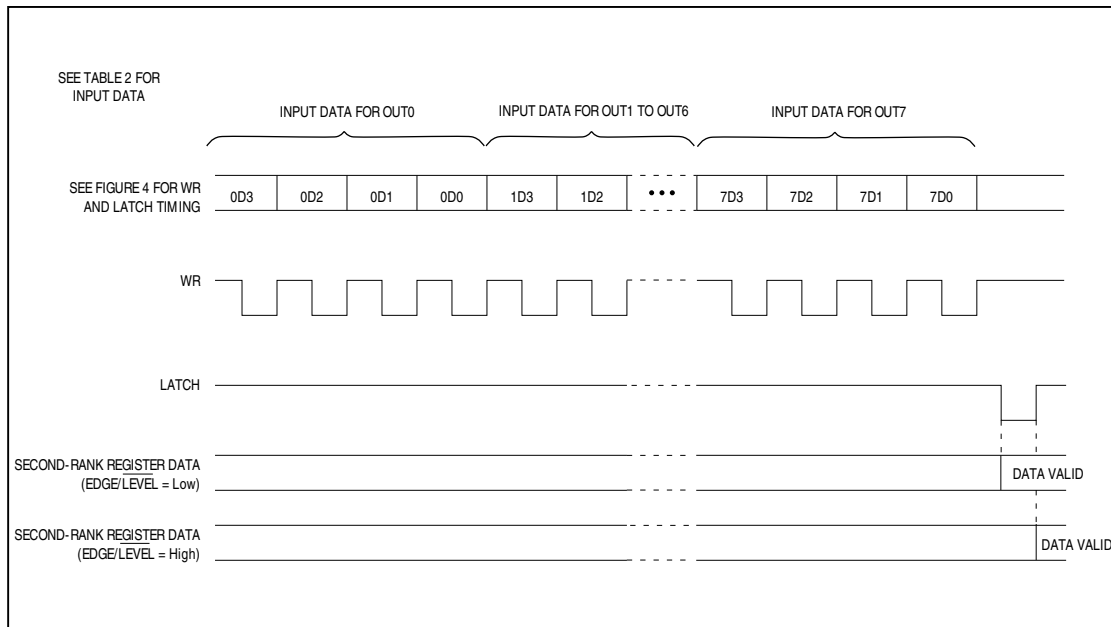 SEE TABLE 2 FOR
INPUT DATA
INPUT DATA FOR OUT0
INPUT DATA FOR OUT1 TO OUT6
INPUT DATA FOR OUT7
SEE FIGURE 4 FOR WR
AND LATCH TIMING
0D3 0D2 0D1 0D0 1D3 1D2 ••• 7D3 7D2 7D1 7D0
WR
LATCH
SECOND-RANK REGISTER DATA
(EDGE/L̅E̅V̅E̅L̅ = Low)
DATA VALID
SECOND-RANK REGISTER DATA
(EDGE/L̅E̅V̅E̅L̅ = High)
DATA VALID